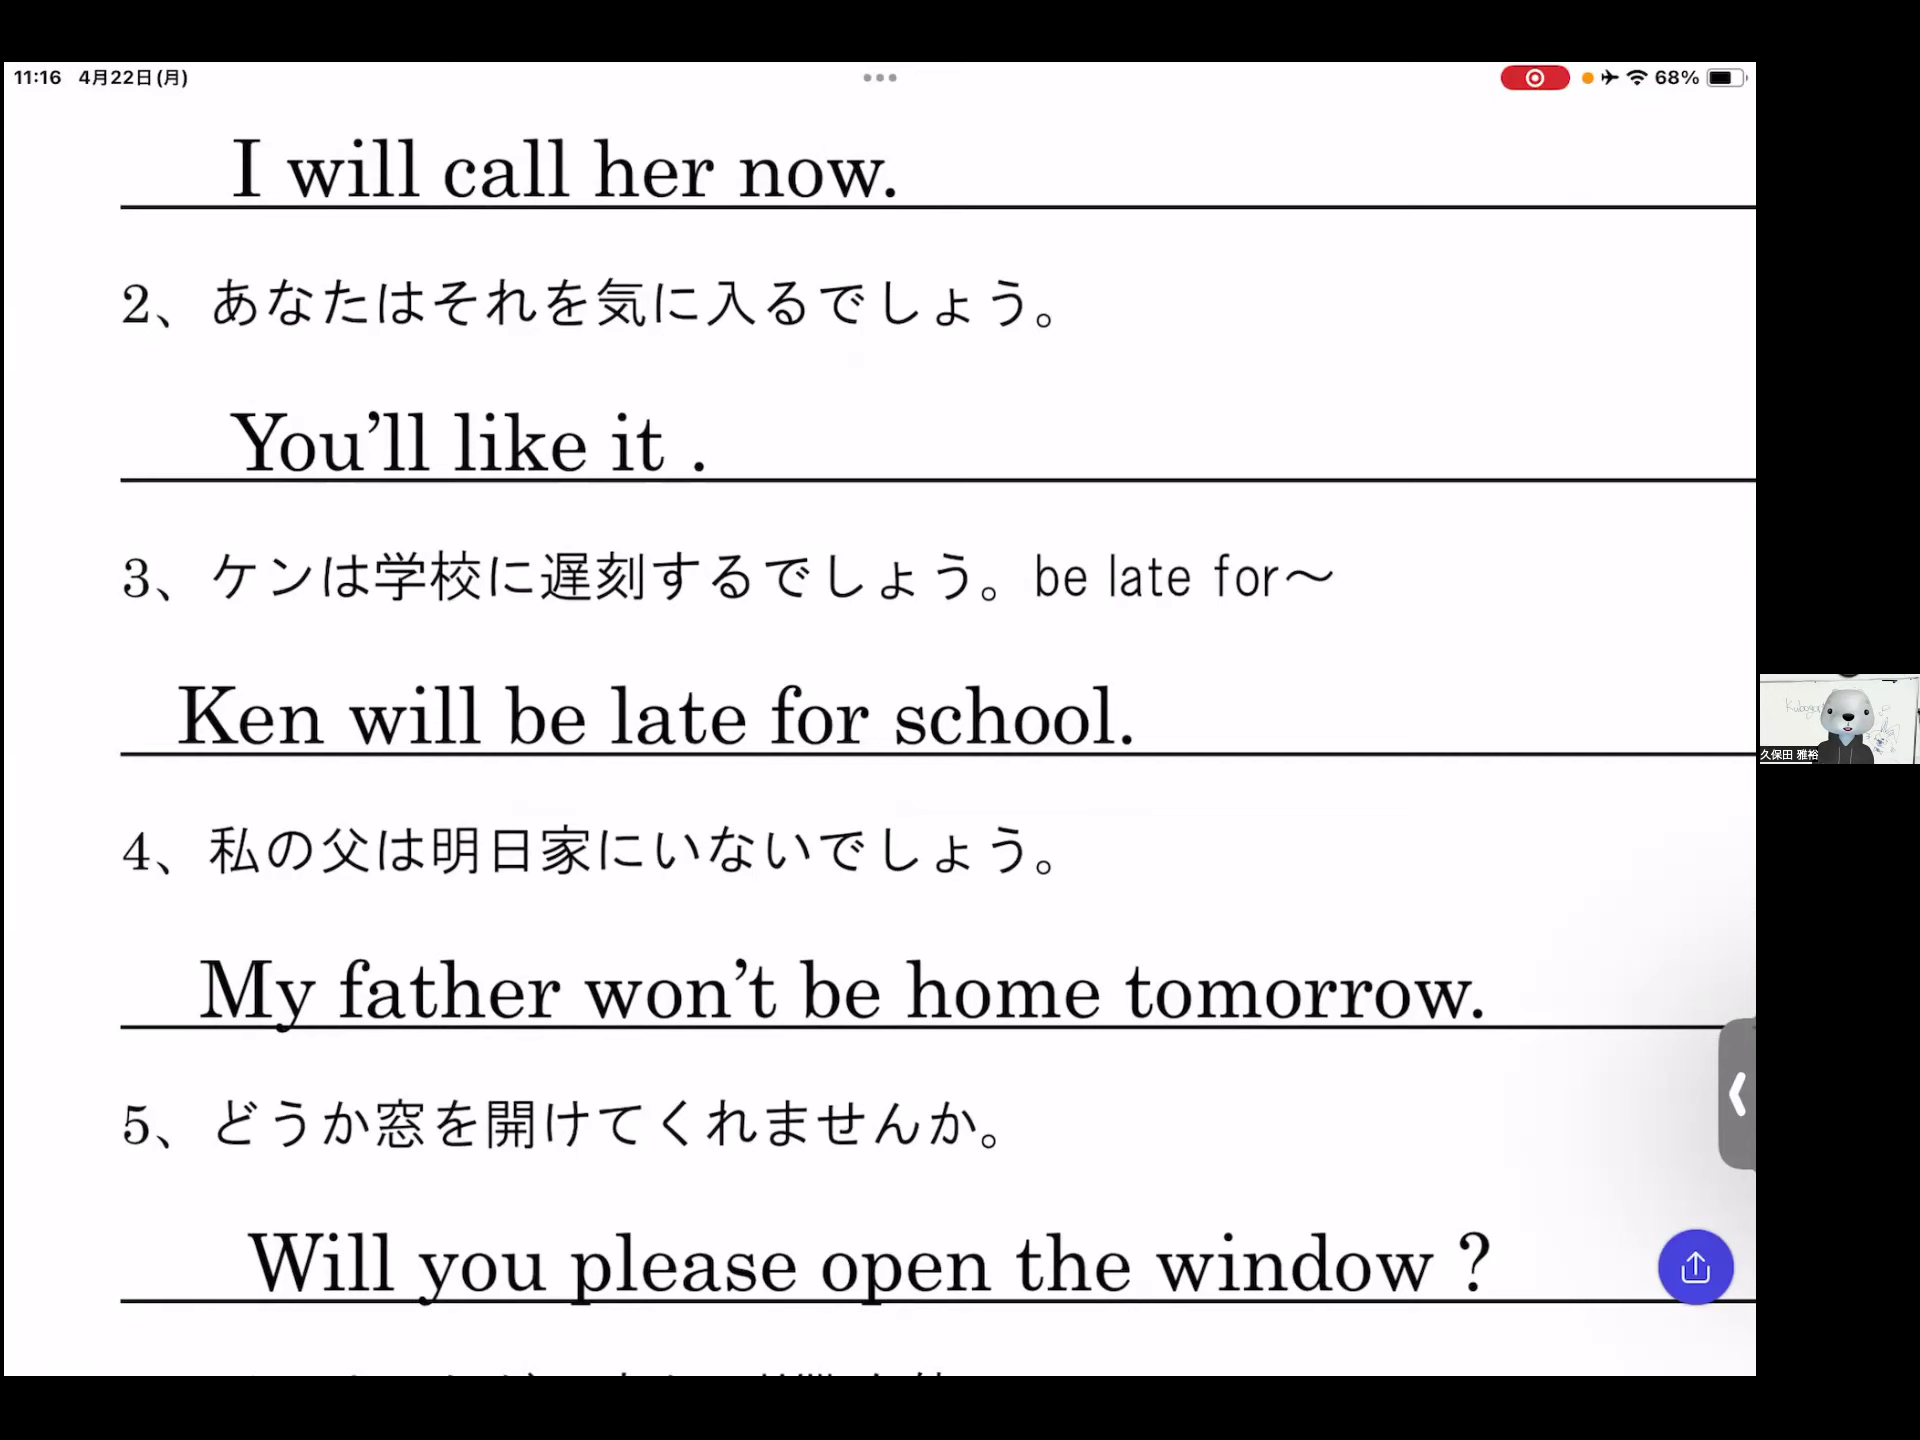 11:16 4月22日(月)
68%
I will call her now.
2、あなたはそれを気に入るでしょう。
You’ll like it .
3、ケンは学校に遅刻するでしょう。be late for～
Ken will be late for school.
4、私の父は明日家にいないでしょう。
My father won’t be home tomorrow.
5、どうか窓を開けてくれませんか。
Will you please open the window ?
久保田 雅裕